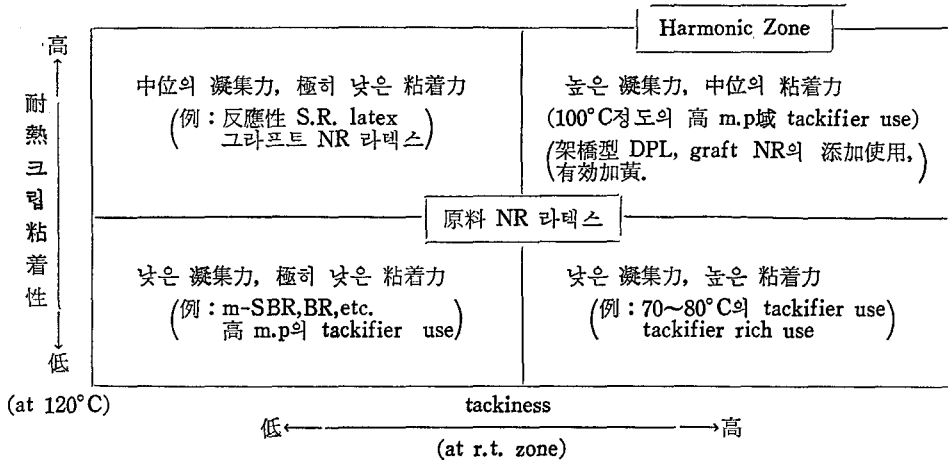 Harmonic Zone
高
耐熱크립粘着性
低
(at 120°C)
中位의 凝集力, 極히 낮은 粘着力
(例 : 反應性 S.R. latex
그라프트 NR 라텍스)
높은 凝集力, 中位의 粘着力
(100°C정도의 高 m.p域 tackifier use)
(架橋型 DPL, graft NR의 添加使用,
有効加黃.)
原料 NR 라텍스
낮은 凝集力, 極히 낮은 粘着力
(例 : m-SBR,BR,etc.
高 m.p의 tackifier use)
낮은 凝集力, 높은 粘着力
(例 : 70~80°C의 tackifier use
tackifier rich use)
tackiness
低←→高
(at r.t. zone)